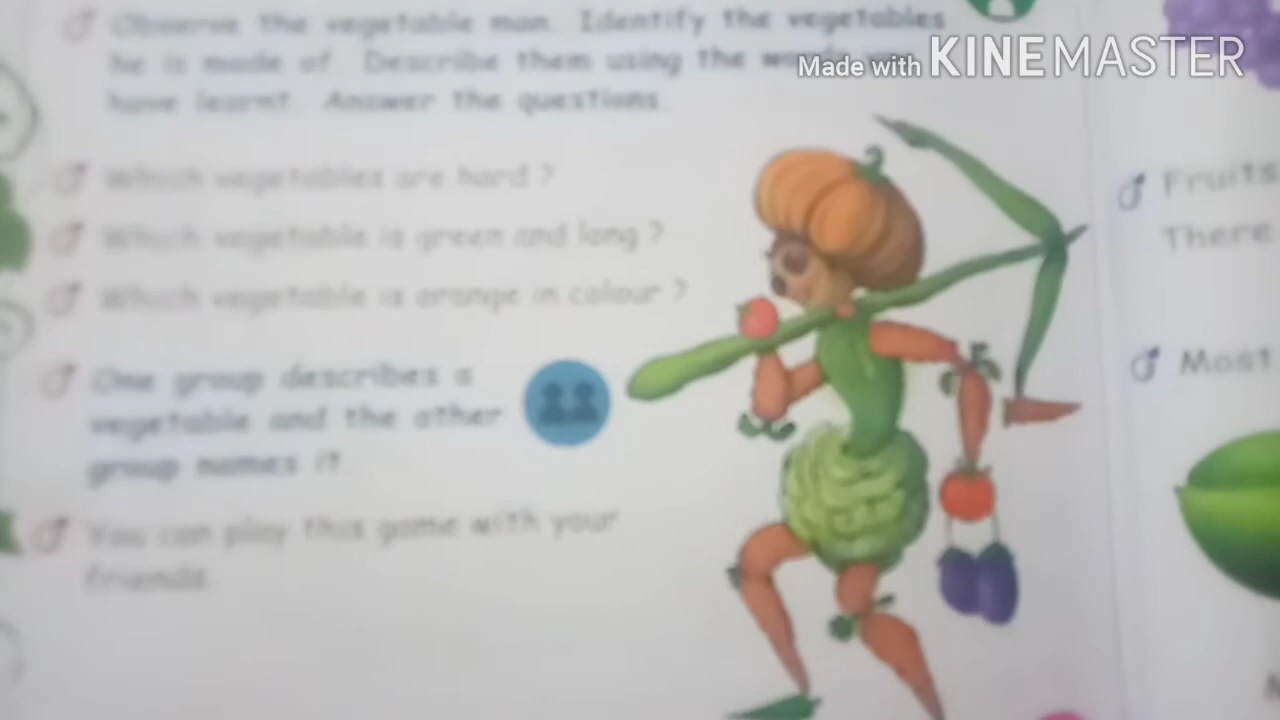 Observe the vegetable man. Identify the vegetables
he is made of. Describe them using the words you
have learnt. Answer the questions.
Made with KINEMASTER
Which vegetables are hard ?
Which vegetable is green and long ?
Which vegetable is orange in colour ?
One group describes a
vegetable and the other
group names it.
You can play this game with your
friends.
Fruits
There
Most